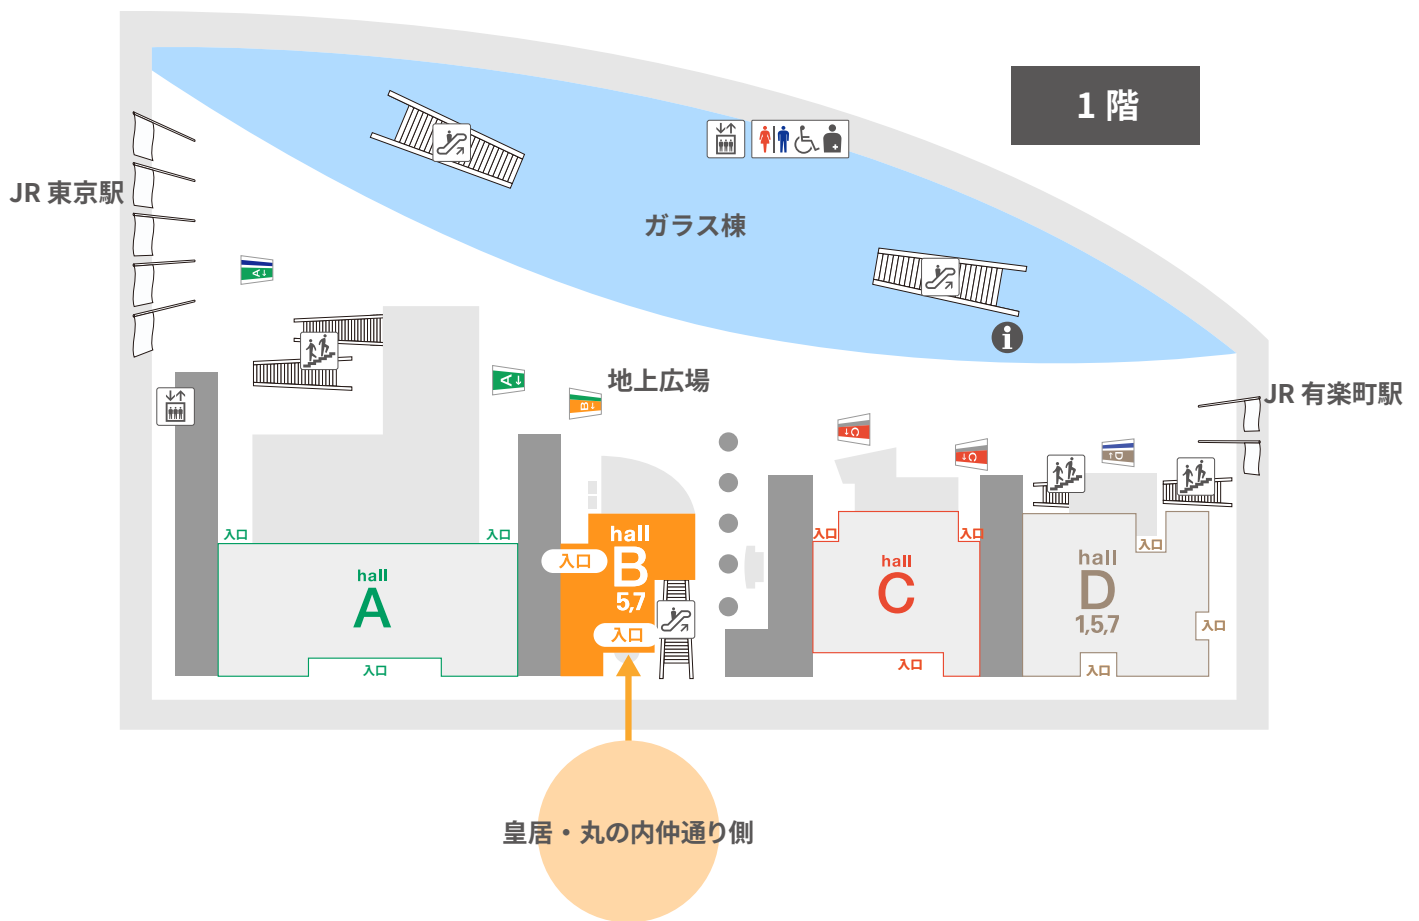 1 階
JR 東京駅
ガラス棟
A
i
A
地上広場
B
JR 有楽町駅
C
C
D
入口
入口
hall
A
入口
hall
B
5,7
入口
入口
入口
入口
hall
C
入口
入口
hall
D
1,5,7
入口
入口
皇居・丸の内仲通り側